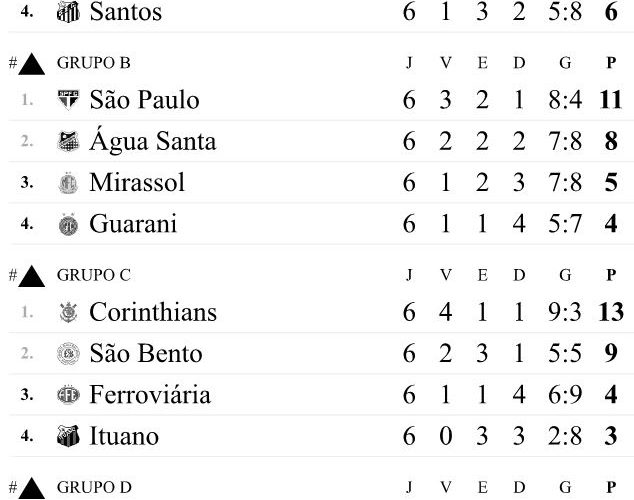 4. Santos 6 1 3 2 5:8 6
# GRUPO B J V E D G P
1. São Paulo 6 3 2 1 8:4 11
2. Água Santa 6 2 2 2 7:8 8
3. Mirassol 6 1 2 3 7:8 5
4. Guarani 6 1 1 4 5:7 4
# GRUPO C J V E D G P
1. Corinthians 6 4 1 1 9:3 13
2. São Bento 6 2 3 1 5:5 9
3. Ferroviária 6 1 1 4 6:9 4
4. Ituano 6 0 3 3 2:8 3
# GRUPO D J V E D G P